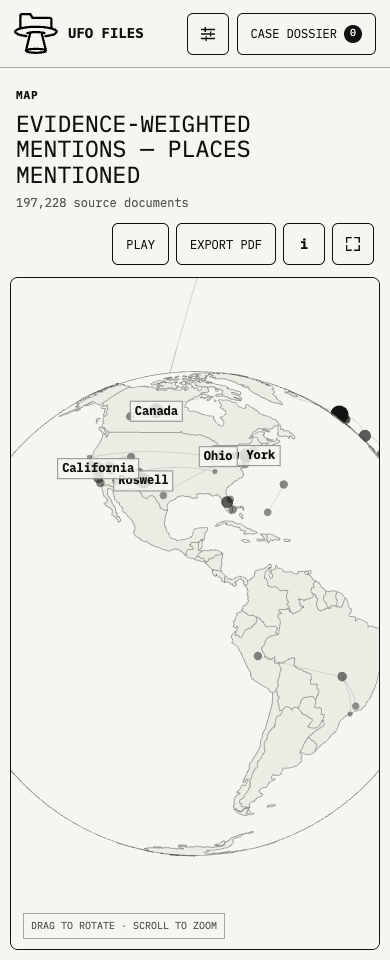 UFO FILES
CASE DOSSIER 0
MAP
EVIDENCE-WEIGHTED
MENTIONS — PLACES
MENTIONED
197,228 source documents
PLAY
EXPORT PDF
i
Canada
Ohio
York
California
Roswell
DRAG TO ROTATE · SCROLL TO ZOOM